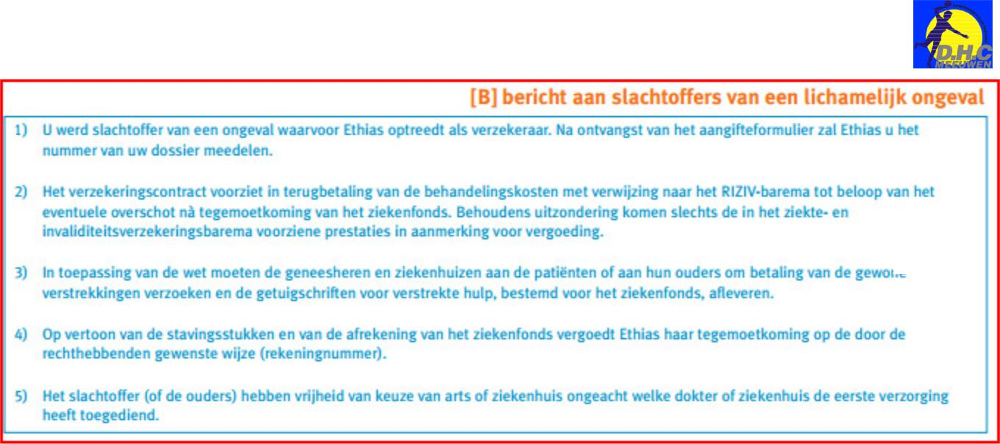 D.H.C
MEEUWEN
[B] bericht aan slachtoffers van een lichamelijk ongeval
1) U werd slachtoffer van een ongeval waarvoor Ethias optreedt als verzekeraar. Na ontvangst van het aangifteformulier zal Ethias u het
nummer van uw dossier meedelen.
2) Het verzekeringscontract voorziet in terugbetaling van de behandelingskosten met verwijzing naar het RIZIV-barema tot beloop van het
eventuele overschot nà tegemoetkoming van het ziekenfonds. Behoudens uitzondering komen slechts de in het ziekte- en
invaliditeitsverzekeringsbarema voorziene prestaties in aanmerking voor vergoeding.
3) In toepassing van de wet moeten de geneesheren en ziekenhuizen aan de patiënten of aan hun ouders om betaling van de gewone
verstrekkingen verzoeken en de getuigschriften voor verstrekte hulp, bestemd voor het ziekenfonds, afleveren.
4) Op vertoon van de stavingsstukken en van de afrekening van het ziekenfonds vergoedt Ethias haar tegemoetkoming op de door de
rechthebbenden gewenste wijze (rekeningnummer).
5) Het slachtoffer (of de ouders) hebben vrijheid van keuze van arts of ziekenhuis ongeacht welke dokter of ziekenhuis de eerste verzorging
heeft toegediend.